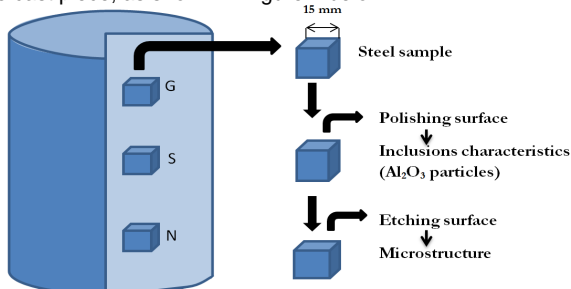 15 mm
G
Steel sample
Polishing surface
S
Inclusions characteristics
(Al₂O₃ particles)
Etching surface
N
Microstructure